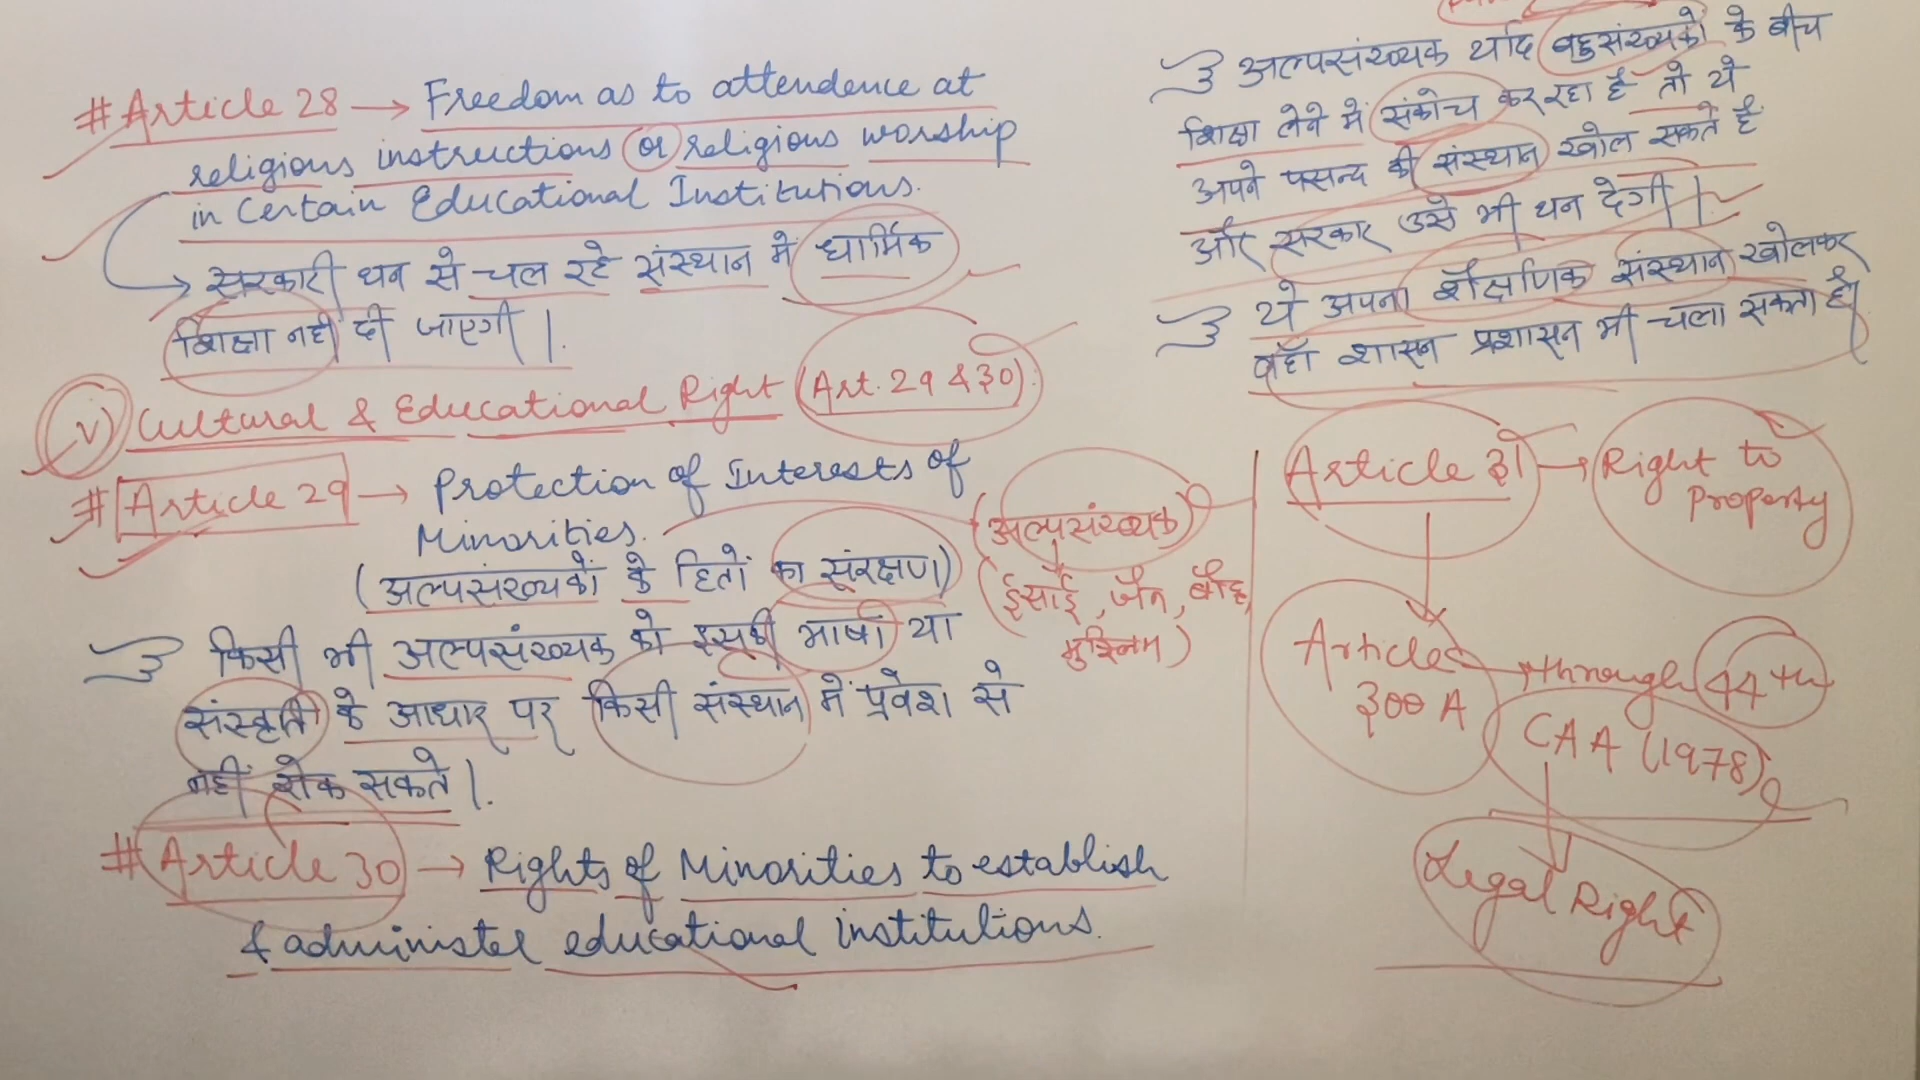 # Article 28 → Freedom as to attendence at
religious instructions or religious worship
in Certain Educational Institutions.
→ सरकारी धन से चल रहे संस्थान में धार्मिक
शिक्षा नहीं दी जाएगी।
v) Cultural & Educational Right (Art. 29 & 30)
# Article 29 → Protection of Interests of
Minorities.
(अल्पसंख्यकों के हितों का संरक्षण)
किसी भी अल्पसंख्यक को इसकी भाषा या
संस्कृति के आधार पर किसी संस्थान में प्रवेश से
नहीं रोक सकते।
# Article 30 → Rights of Minorities to establish
& administer educational institutions.
(अल्पसंख्यक)
(ईसाई, जैन, बौद्ध,
मुश्लिम)
अल्पसंख्यक यदि बहुसंख्यकों के बीच
शिक्षा लेने में संकोच कर रहा है तो ये
अपने पसन्द की संस्थान खोल सकते है
और सरकार उसे भी धन देगी।
ये अपना शैक्षणिक संस्थान खोलकर
वहाँ शासन प्रशासन भी चला सकता है।
Article 31 → Right to
Property
Article → through 44th
300 A
CAA (1978)
Legal Right